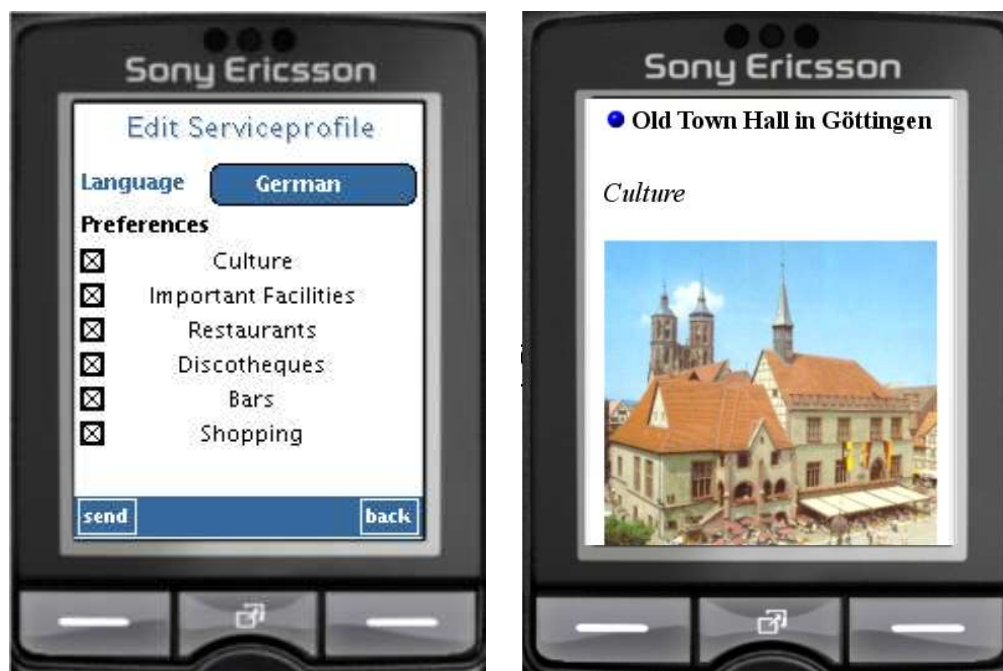 Sony Ericsson
Edit Serviceprofile
Language German
Preferences
Culture
Important Facilities
Restaurants
Discotheques
Bars
Shopping
send back
Sony Ericsson
Old Town Hall in Göttingen
Culture